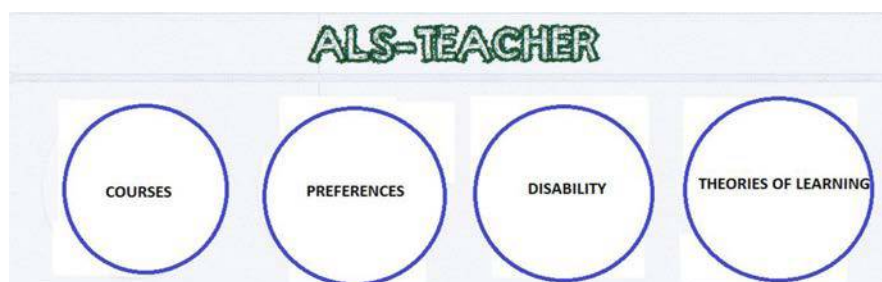 ALS-TEACHER
COURSES
PREFERENCES
DISABILITY
THEORIES OF LEARNING